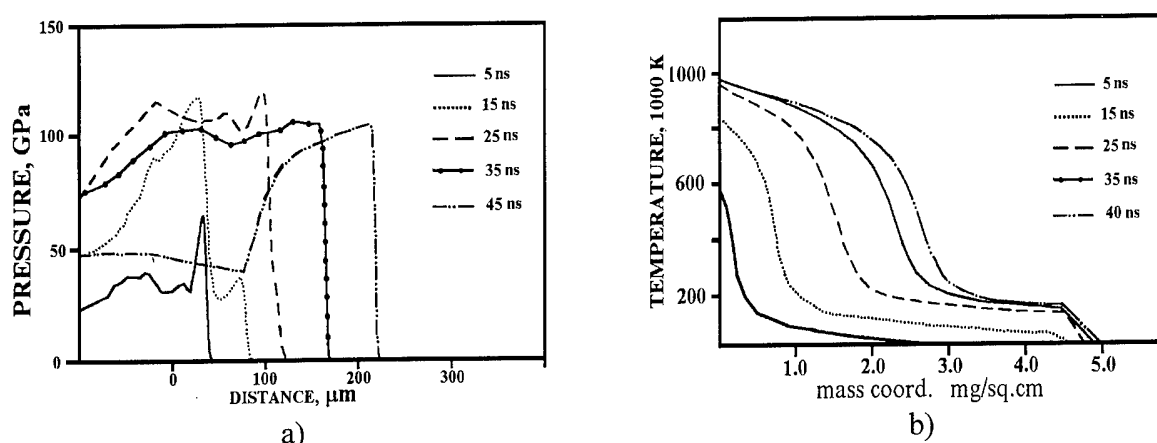 150
100
50
0
PRESSURE, GPa
5 ns
15 ns
25 ns
35 ns
45 ns
0
100
200
300
DISTANCE, μm
a)
1000
600
200
TEMPERATURE, 1000 K
5 ns
15 ns
25 ns
35 ns
40 ns
1.0
2.0
3.0
4.0
5.0
mass coord. mg/sq.cm
b)